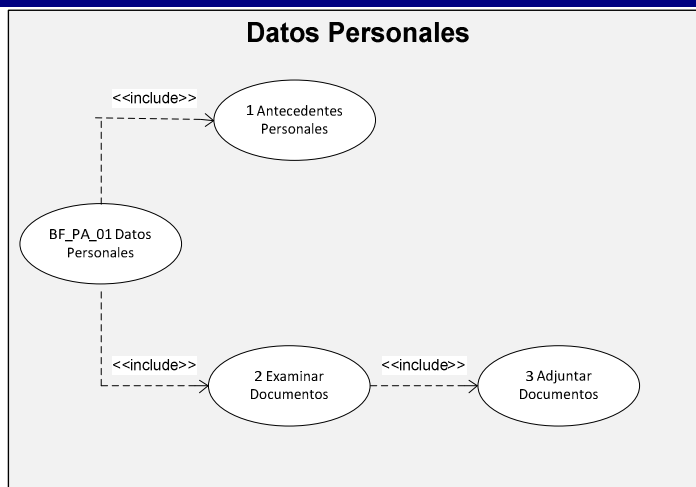 Datos Personales
<<include>>
1 Antecedentes
Personales
BF_PA_01 Datos
Personales
<<include>>
2 Examinar
Documentos
<<include>>
3 Adjuntar
Documentos